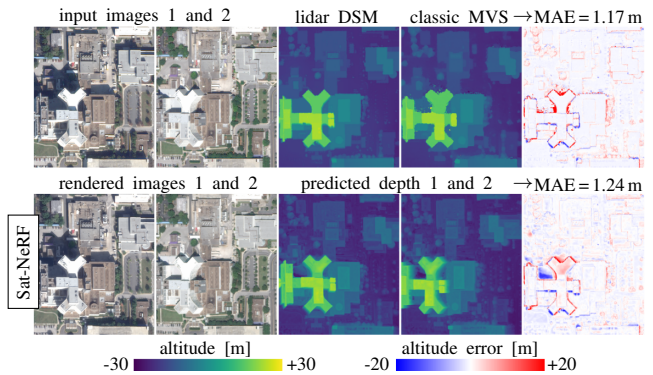 input images 1 and 2 lidar DSM classic MVS →MAE = 1.17 m
rendered images 1 and 2 predicted depth 1 and 2 →MAE = 1.24 m
Sat-NeRF
altitude [m] altitude error [m]
-30 +30 -20 +20